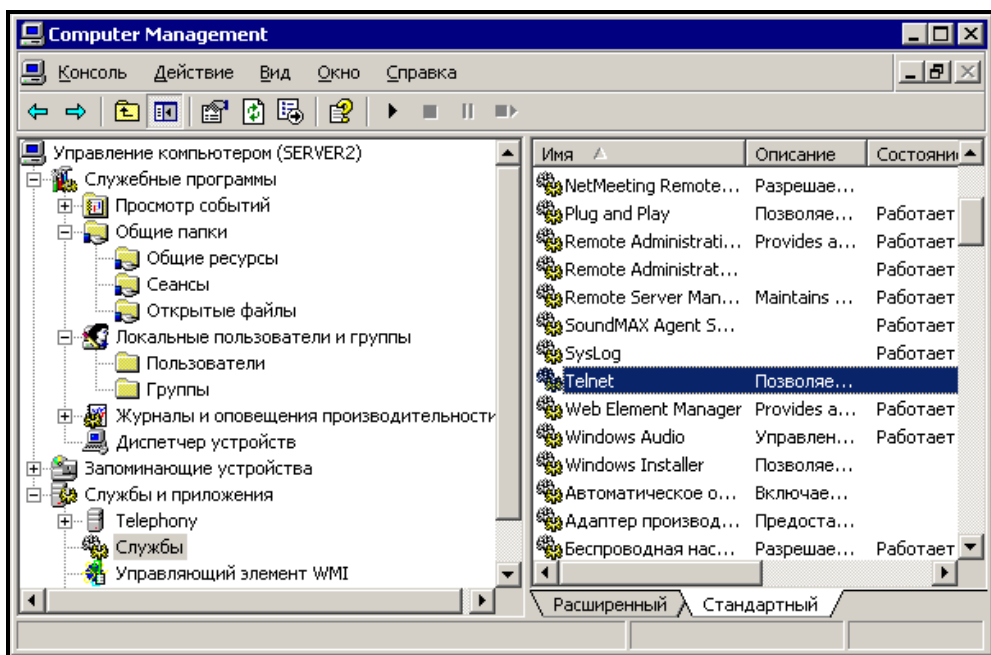 Computer Management
Консоль Действие Вид Окно Справка
Управление компьютером (SERVER2)
Служебные программы
Просмотр событий
Общие папки
Общие ресурсы
Сеансы
Открытые файлы
Локальные пользователи и группы
Пользователи
Группы
Журналы и оповещения производительности
Диспетчер устройств
Запоминающие устройства
Службы и приложения
Telephony
Службы
Управляющий элемент WMI
Имя Описание Состояни
NetMeeting Remote... Разрешае...
Plug and Play Позволяе... Работает
Remote Administrati... Provides a... Работает
Remote Administrat... Работает
Remote Server Man... Maintains ... Работает
SoundMAX Agent S... Работает
SysLog Работает
Telnet Позволяе...
Web Element Manager Provides a... Работает
Windows Audio Управлен... Работает
Windows Installer Позволяе...
Автоматическое о... Включае...
Адаптер производ... Предоста...
Беспроводная нас... Разрешае... Работает
Расширенный Стандартный